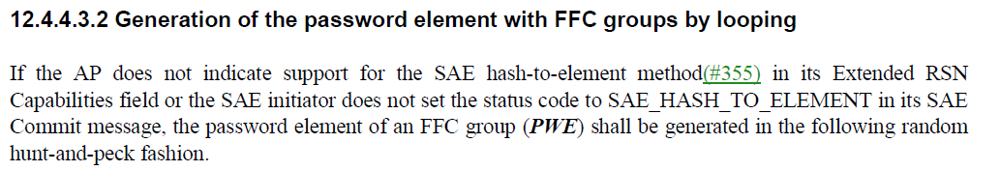 12.4.4.3.2 Generation of the password element with FFC groups by looping
If the AP does not indicate support for the SAE hash-to-element method(#355) in its Extended RSN
Capabilities field or the SAE initiator does not set the status code to SAE_HASH_TO_ELEMENT in its SAE
Commit message, the password element of an FFC group (PWE) shall be generated in the following random
hunt-and-peck fashion.